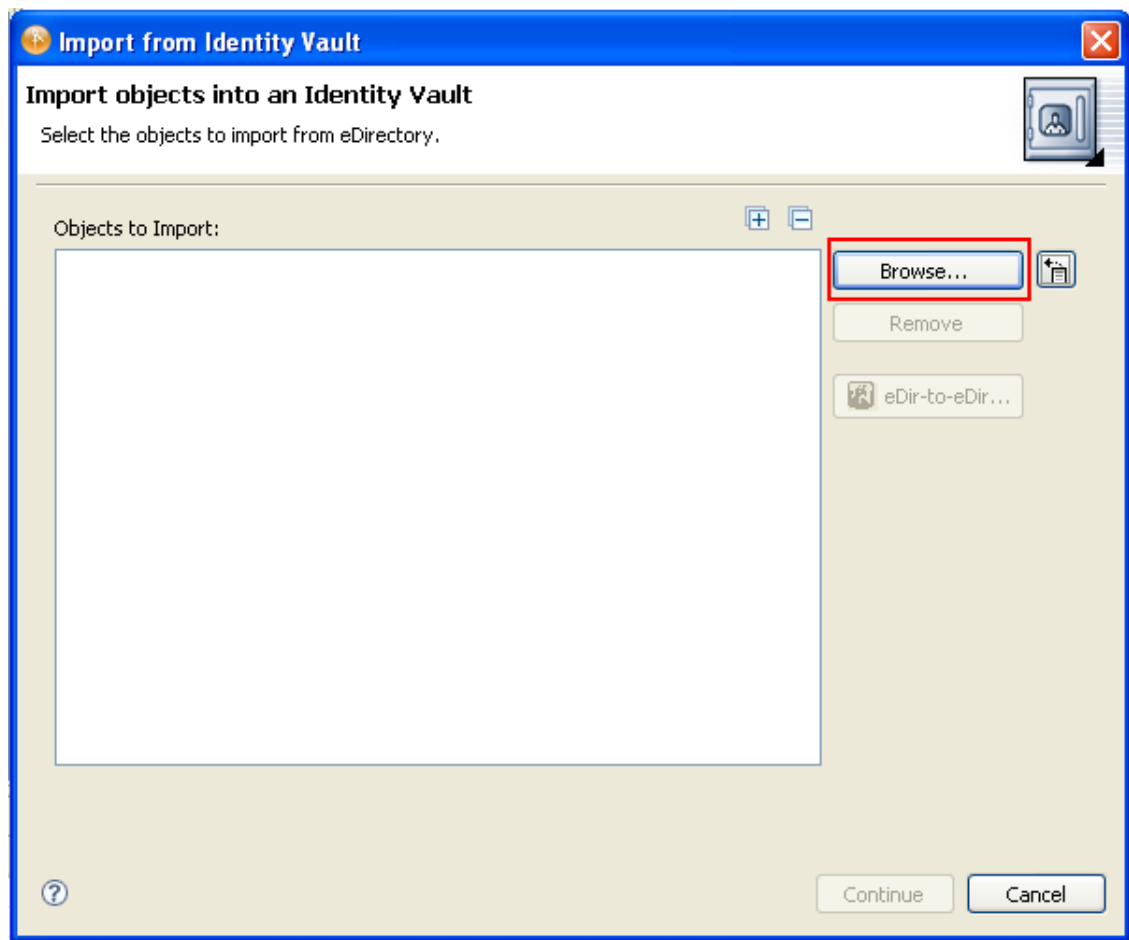 Import from Identity Vault
Import objects into an Identity Vault
Select the objects to import from eDirectory.
Objects to Import:
Browse...
Remove
eDir-to-eDir...
Continue
Cancel